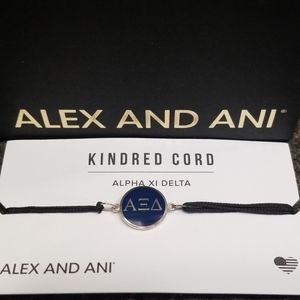 ALEX AND ANI®
KINDRED CORD
ALPHA XI DELTA
ΑΞΔ
ALEX AND ANI®